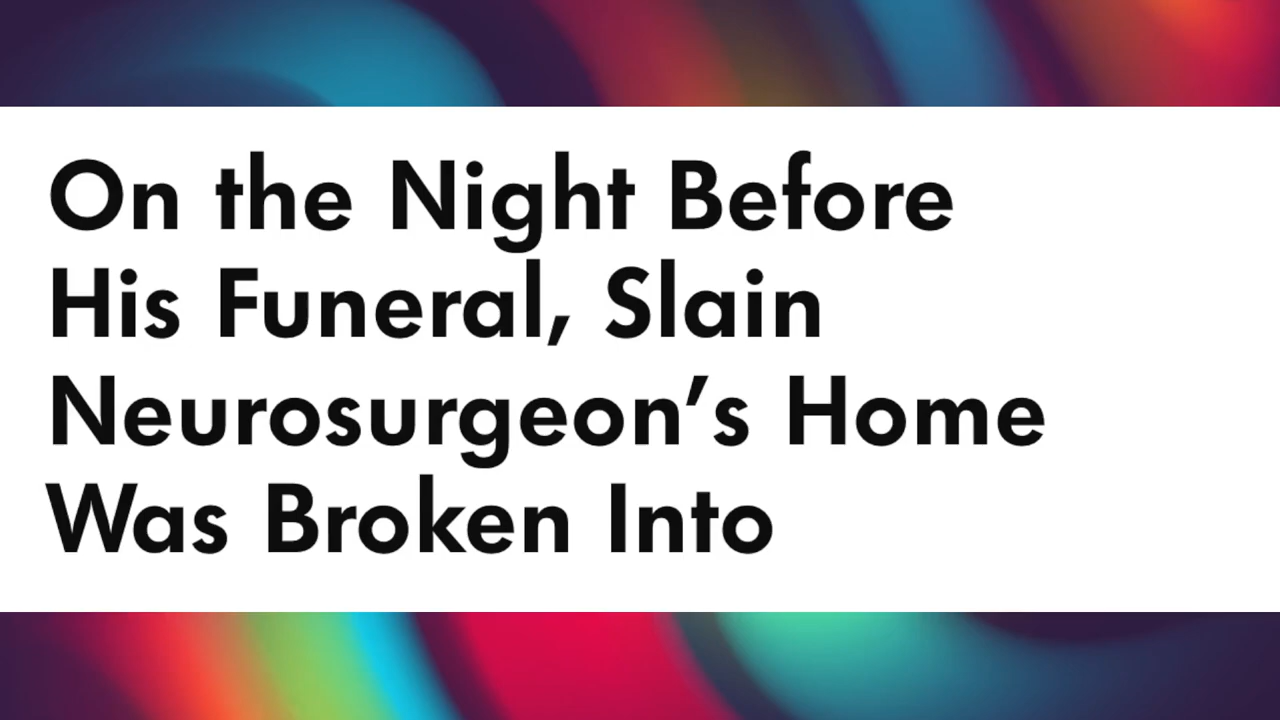 On the Night Before
His Funeral, Slain
Neurosurgeon’s Home
Was Broken Into